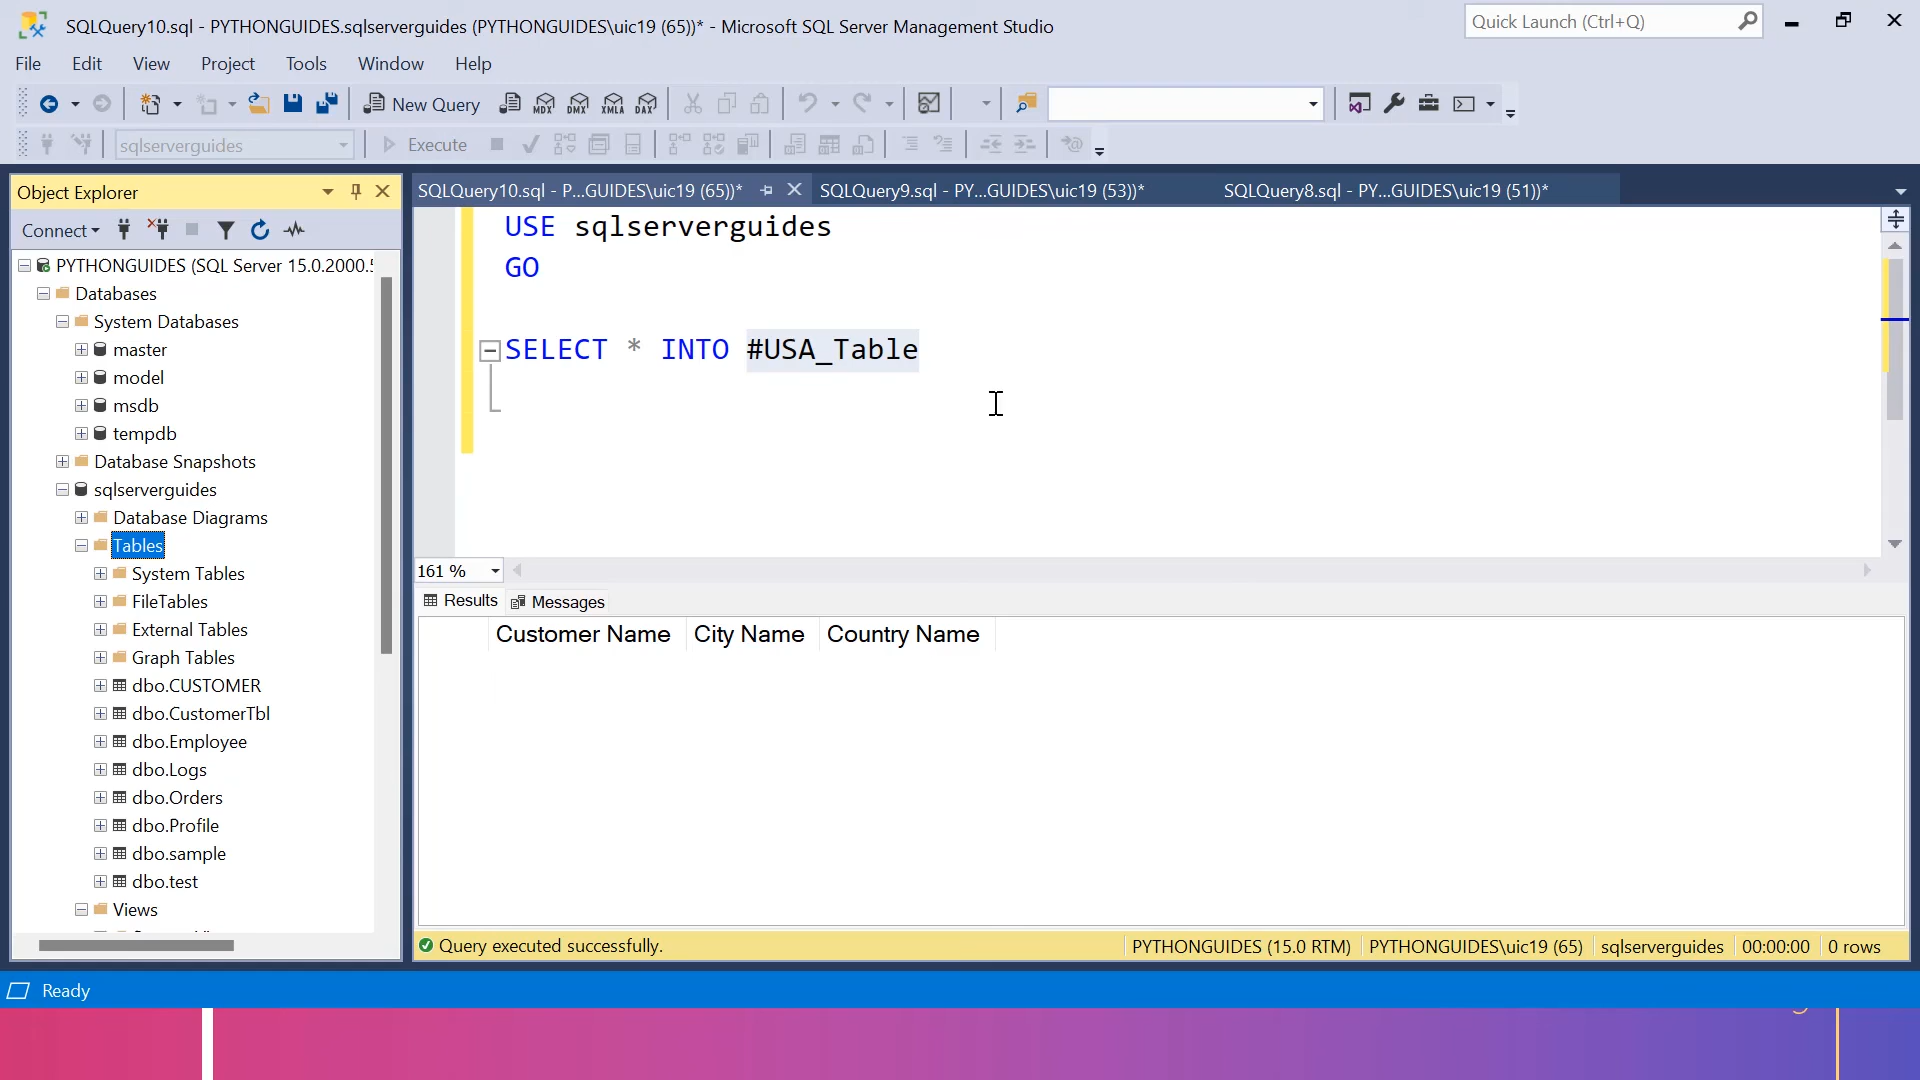 SQLQuery10.sql - PYTHONGUIDES.sqlserverguides (PYTHONGUIDES\uic19 (65))* - Microsoft SQL Server Management Studio
Quick Launch (Ctrl+Q)
File Edit View Project Tools Window Help
New Query MDX DMX XMLA DAX
sqlserverguides Execute
Object Explorer
SQLQuery10.sql - P...GUIDES\uic19 (65))* SQLQuery9.sql - PY...GUIDES\uic19 (53))* SQLQuery8.sql - PY...GUIDES\uic19 (51))*
Connect
PYTHONGUIDES (SQL Server 15.0.2000.5
Databases
System Databases
master
model
msdb
tempdb
Database Snapshots
sqlserverguides
Database Diagrams
Tables
System Tables
FileTables
External Tables
Graph Tables
dbo.CUSTOMER
dbo.CustomerTbl
dbo.Employee
dbo.Logs
dbo.Orders
dbo.Profile
dbo.sample
dbo.test
Views
USE sqlserverguides
GO
SELECT * INTO #USA_Table
161 %
Results Messages
Customer Name City Name Country Name
Query executed successfully. PYTHONGUIDES (15.0 RTM) PYTHONGUIDES\uic19 (65) sqlserverguides 00:00:00 0 rows
Ready